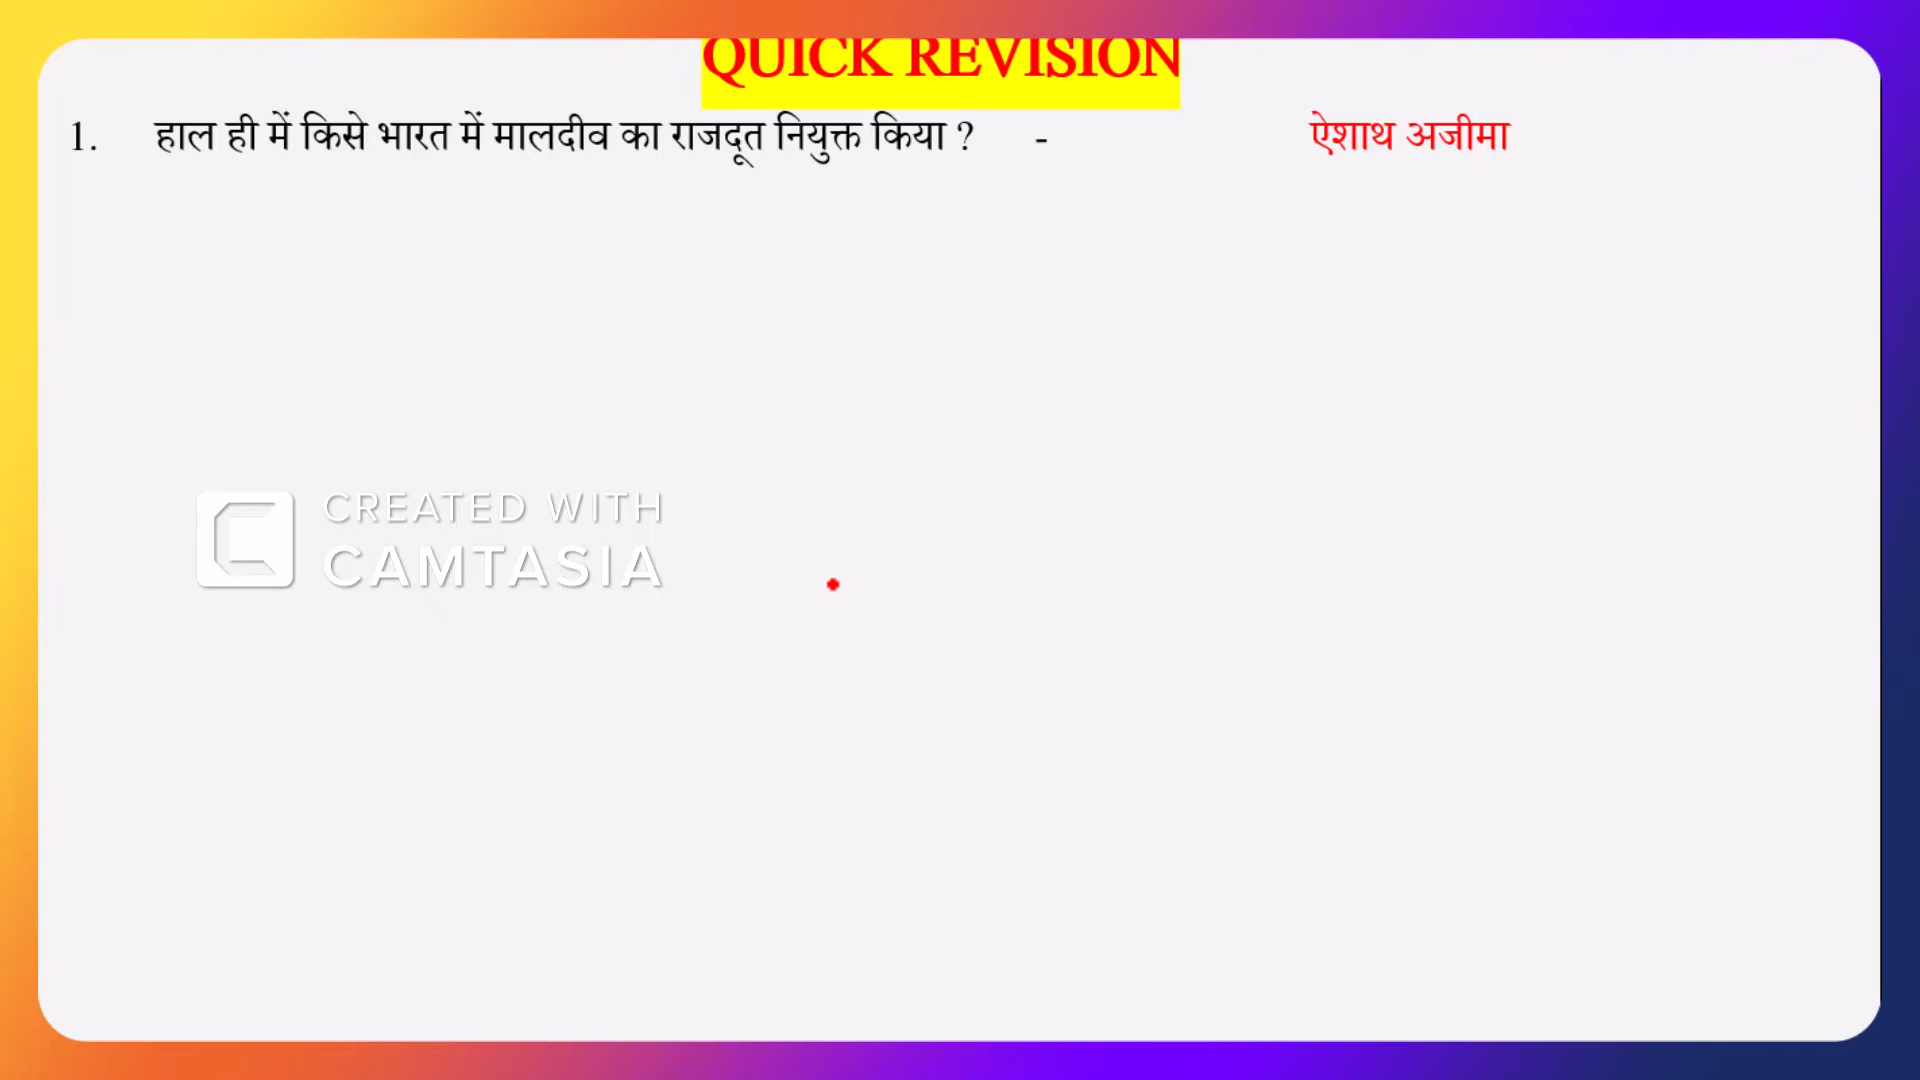 QUICK REVISION
1. हाल ही में किसे भारत में मालदीव का राजदूत नियुक्त किया ? - ऐशाथ अजीमा
CREATED WITH
CAMTASIA